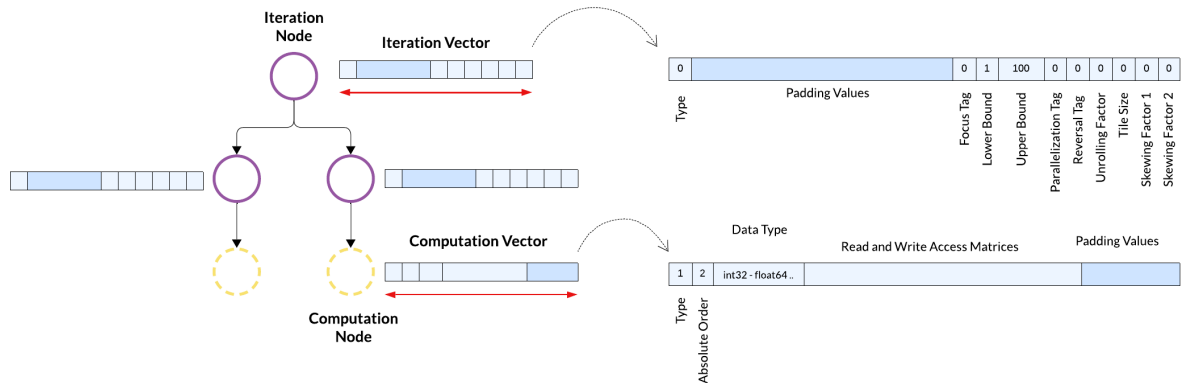 Iteration
Node
Iteration Vector
0 0 1 100 0 0 0 0 0 0
Padding Values
Type
Focus Tag
Lower Bound
Upper Bound
Parallelization Tag
Reversal Tag
Unrolling Factor
Tile Size
Skewing Factor 1
Skewing Factor 2
Computation Vector
Data Type
Read and Write Access Matrices
Padding Values
1 2 int32 - float64 ..
Type
Absolute Order
Computation
Node